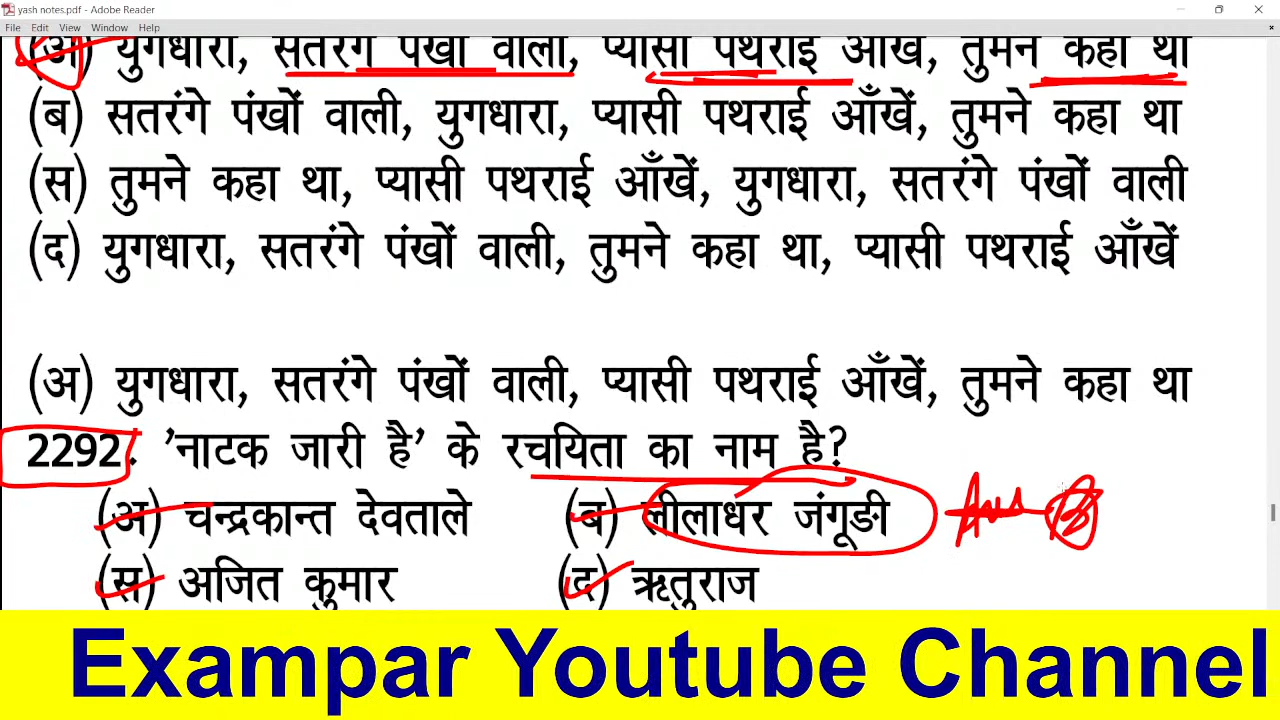 yash notes.pdf - Adobe Reader
File Edit View Window Help
(अ) युगधारा, सतरंगे पंखों वाली, प्यासी पथराई आँखें, तुमने कहा था
(ब) सतरंगे पंखों वाली, युगधारा, प्यासी पथराई आँखें, तुमने कहा था
(स) तुमने कहा था, प्यासी पथराई आँखें, युगधारा, सतरंगे पंखों वाली
(द) युगधारा, सतरंगे पंखों वाली, तुमने कहा था, प्यासी पथराई आँखें
(अ) युगधारा, सतरंगे पंखों वाली, प्यासी पथराई आँखें, तुमने कहा था
2292. ’नाटक जारी है’ के रचयिता का नाम है?
(अ) चन्द्रकान्त देवताले (ब) लीलाधर जंगूङी Ans
(स) अजित कुमार (द) ऋतुराज
Exampar Youtube Channel